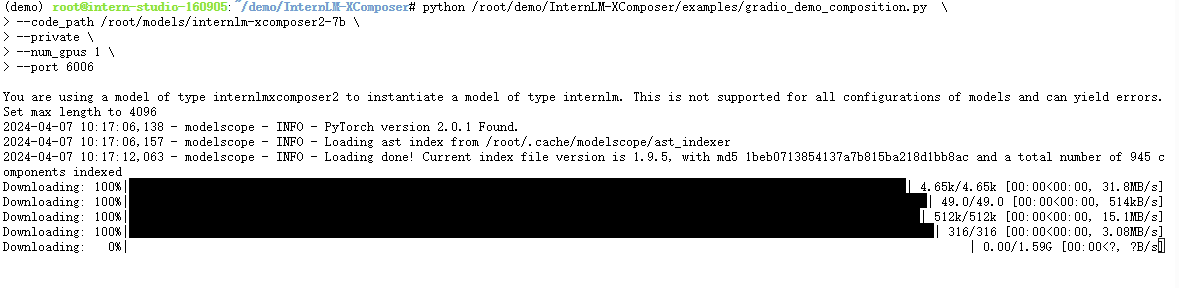 (demo) root@intern-studio-160905:~/demo/InternLM-XComposer# python /root/demo/InternLM-XComposer/examples/gradio_demo_composition.py  \
> --code_path /root/models/internlm-xcomposer2-7b \
> --private \
> --num_gpus 1 \
> --port 6006
You are using a model of type internlmxcomposer2 to instantiate a model of type internlm. This is not supported for all configurations of models and can yield errors.
Set max length to 4096
2024-04-07 10:17:06,138 - modelscope - INFO - PyTorch version 2.0.1 Found.
2024-04-07 10:17:06,157 - modelscope - INFO - Loading ast index from /root/.cache/modelscope/ast_indexer
2024-04-07 10:17:12,063 - modelscope - INFO - Loading done! Current index file version is 1.9.5, with md5 1beb0713854137a7b815ba218d1bb8ac and a total number of 945 c
omponents indexed
Downloading: 100%| | 4.65k/4.65k [00:00<00:00, 31.8MB/s]
Downloading: 100%| | 49.0/49.0 [00:00<00:00, 514kB/s]
Downloading: 100%| | 512k/512k [00:00<00:00, 15.1MB/s]
Downloading: 100%| | 316/316 [00:00<00:00, 3.08MB/s]
Downloading:   0%| | 0.00/1.59G [00:00<?, ?B/s]